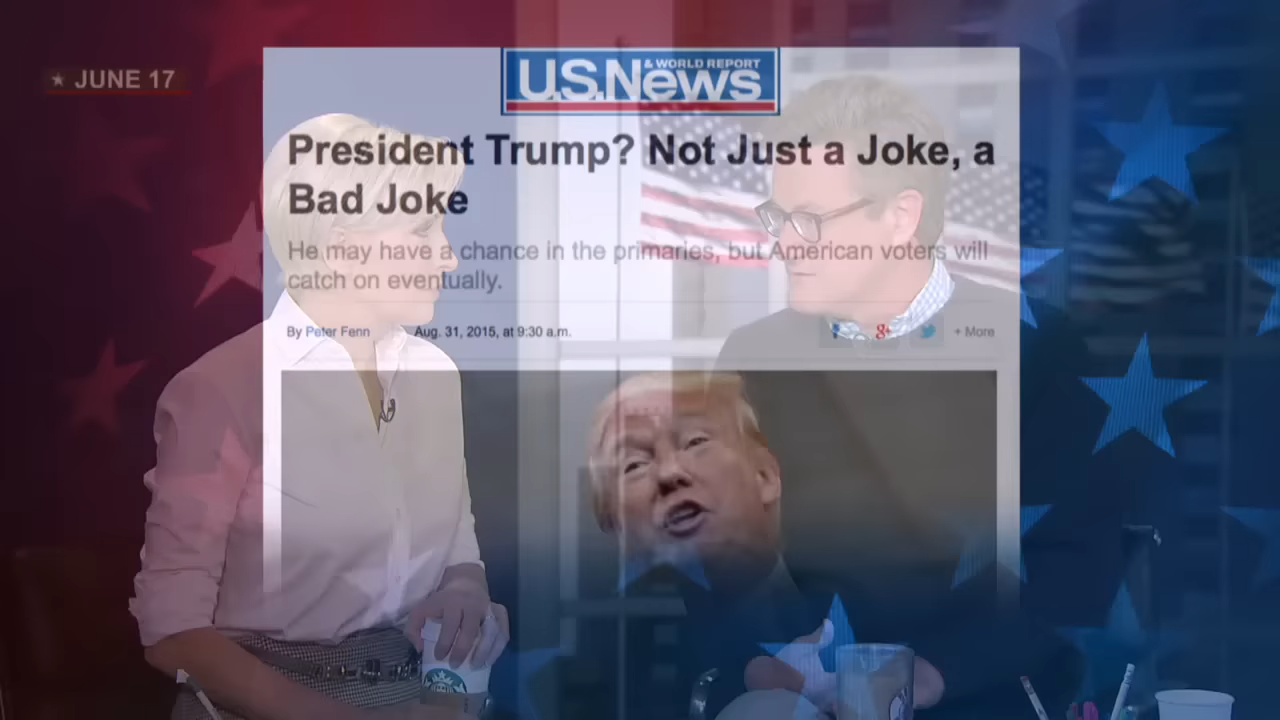 ★ JUNE 17
U.S.News & WORLD REPORT
President Trump? Not Just a Joke, a
Bad Joke
He may have a chance in the primaries, but American voters will
catch on eventually.
By Peter Fenn Aug. 31, 2015, at 9:30 a.m.
f g+ + More